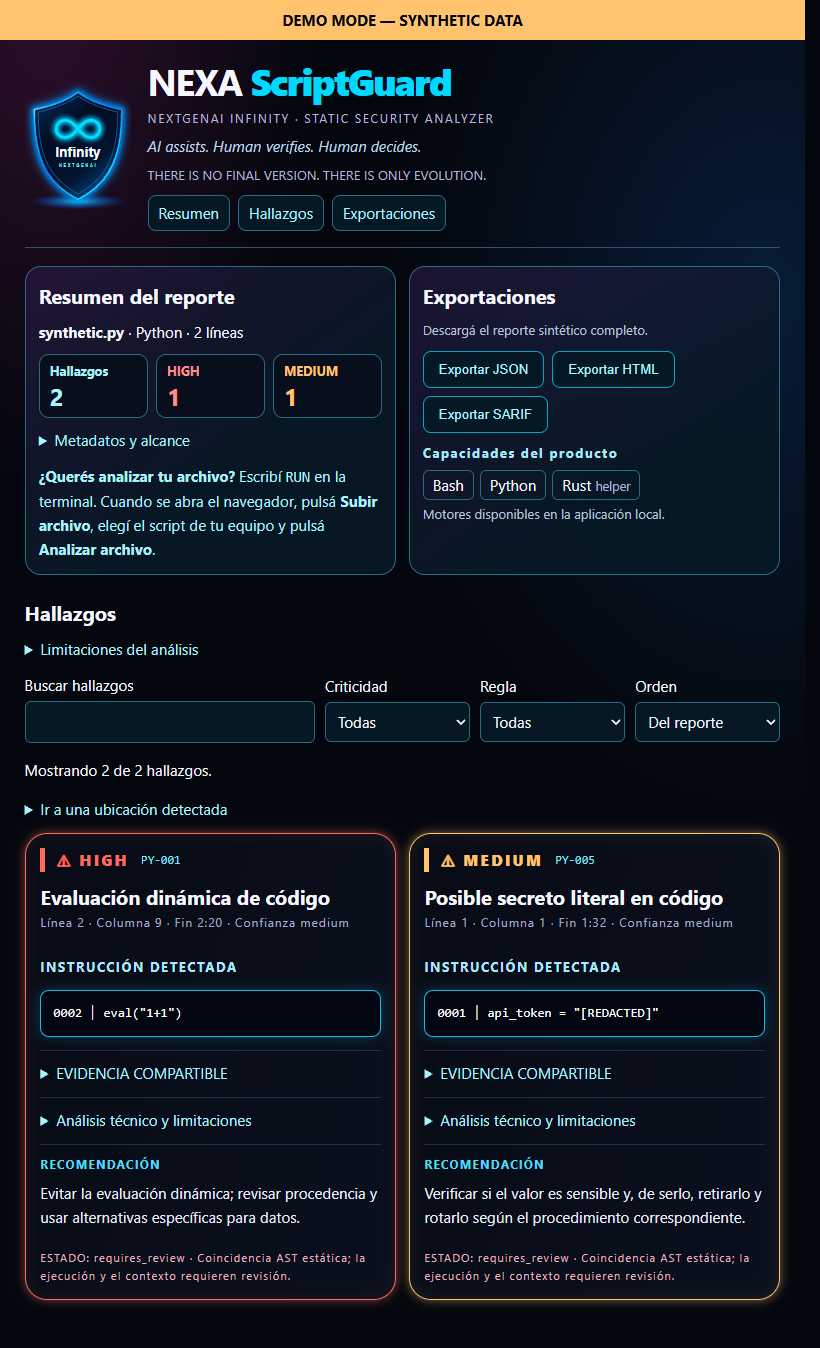 DEMO MODE — SYNTHETIC DATA
Infinity
NEXTGENAI
NEXA ScriptGuard
NEXTGENAI INFINITY · STATIC SECURITY ANALYZER
AI assists. Human verifies. Human decides.
THERE IS NO FINAL VERSION. THERE IS ONLY EVOLUTION.
Resumen
Hallazgos
Exportaciones
Resumen del reporte
synthetic.py · Python · 2 líneas
Hallazgos
2
HIGH
1
MEDIUM
1
Metadatos y alcance
¿Querés analizar tu archivo? Escribí RUN en la
terminal. Cuando se abra el navegador, pulsá Subir
archivo, elegí el script de tu equipo y pulsá
Analizar archivo.
Exportaciones
Descargá el reporte sintético completo.
Exportar JSON
Exportar HTML
Exportar SARIF
Capacidades del producto
Bash
Python
Rust helper
Motores disponibles en la aplicación local.
Hallazgos
Limitaciones del análisis
Buscar hallazgos
Criticidad
Todas
Regla
Todas
Orden
Del reporte
Mostrando 2 de 2 hallazgos.
Ir a una ubicación detectada
⚠ HIGH PY-001
Evaluación dinámica de código
Línea 2 · Columna 9 · Fin 2:20 · Confianza medium
INSTRUCCIÓN DETECTADA
0002 | eval("1+1")
EVIDENCIA COMPARTIBLE
Análisis técnico y limitaciones
RECOMENDACIÓN
Evitar la evaluación dinámica; revisar procedencia y
usar alternativas específicas para datos.
ESTADO: requires_review · Coincidencia AST estática; la
ejecución y el contexto requieren revisión.
⚠ MEDIUM PY-005
Posible secreto literal en código
Línea 1 · Columna 1 · Fin 1:32 · Confianza medium
INSTRUCCIÓN DETECTADA
0001 | api_token = "[REDACTED]"
EVIDENCIA COMPARTIBLE
Análisis técnico y limitaciones
RECOMENDACIÓN
Verificar si el valor es sensible y, de serlo, retirarlo y
rotarlo según el procedimiento correspondiente.
ESTADO: requires_review · Coincidencia AST estática; la
ejecución y el contexto requieren revisión.